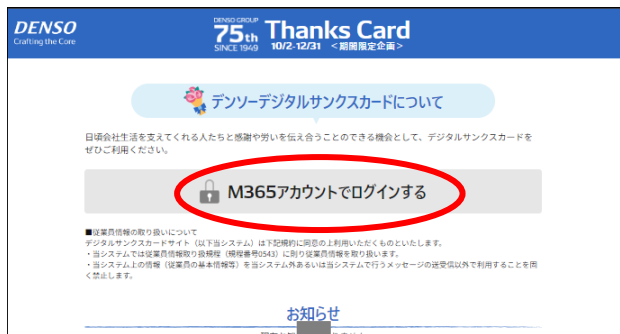 DENSO
Crafting the Core
DENSO GROUP
75th
SINCE 1949
Thanks Card
10/2-12/31 <期間限定企画>
デンソーデジタルサンクスカードについて
日頃会社生活を支えてくれる人たちと感謝や労いを伝え合うことのできる機会として、デジタルサンクスカードを
ぜひご利用ください。
M365アカウントでログインする
■従業員情報の取り扱いについて
デジタルサンクスカードサイト（以下当システム）は下記規約に同意の上利用いただくものといたします。
・当システムでは従業員情報取り扱規程（規程番号0543）に則り従業員情報を取り扱います。
・当システム上の情報（従業員の基本情報等）を当システム外あるいは当システムで行うメッセージの送受信以外で利用することを固
く禁止します。
お知らせ